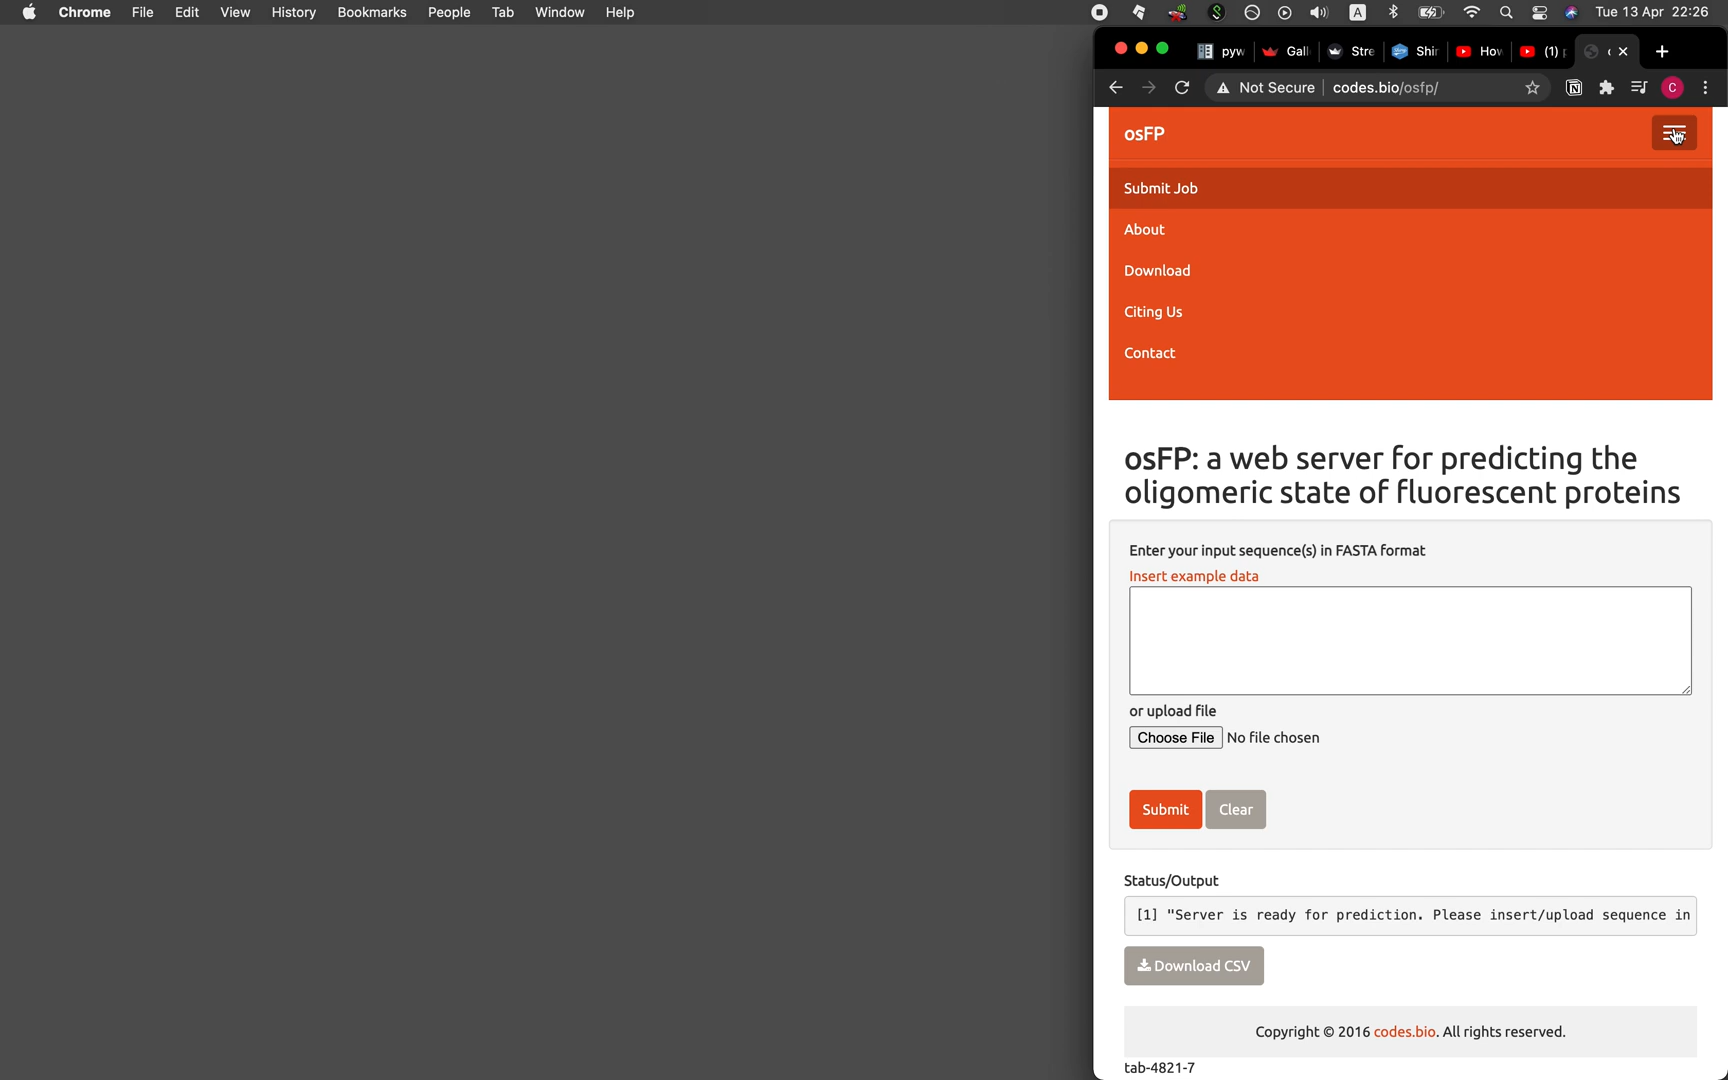 Chrome File Edit View History Bookmarks People Tab Window Help
A
Tue 13 Apr 22:26
pyw Gall Stre Shir How (1)
Not Secure codes.bio/osfp/
C
osFP
Submit Job
About
Download
Citing Us
Contact
osFP: a web server for predicting the
oligomeric state of fluorescent proteins
Enter your input sequence(s) in FASTA format
Insert example data
or upload file
Choose File No file chosen
Submit Clear
Status/Output
[1] "Server is ready for prediction. Please insert/upload sequence in
Download CSV
Copyright © 2016 codes.bio. All rights reserved.
tab-4821-7